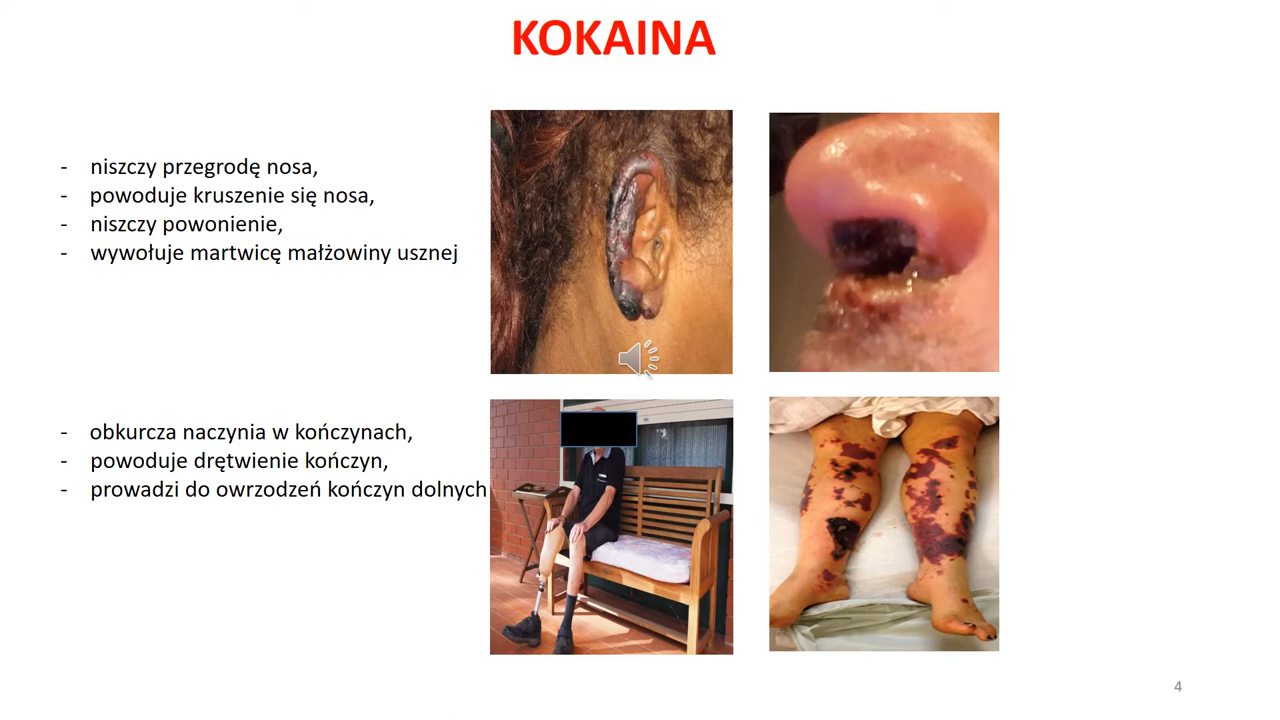 KOKAINA
- niszczy przegrodę nosa,
- powoduje kruszenie się nosa,
- niszczy powonienie,
- wywołuje martwicę małżowiny usznej
- obkurcza naczynia w kończynach,
- powoduje drętwienie kończyn,
- prowadzi do owrzodzeń kończyn dolnych
4